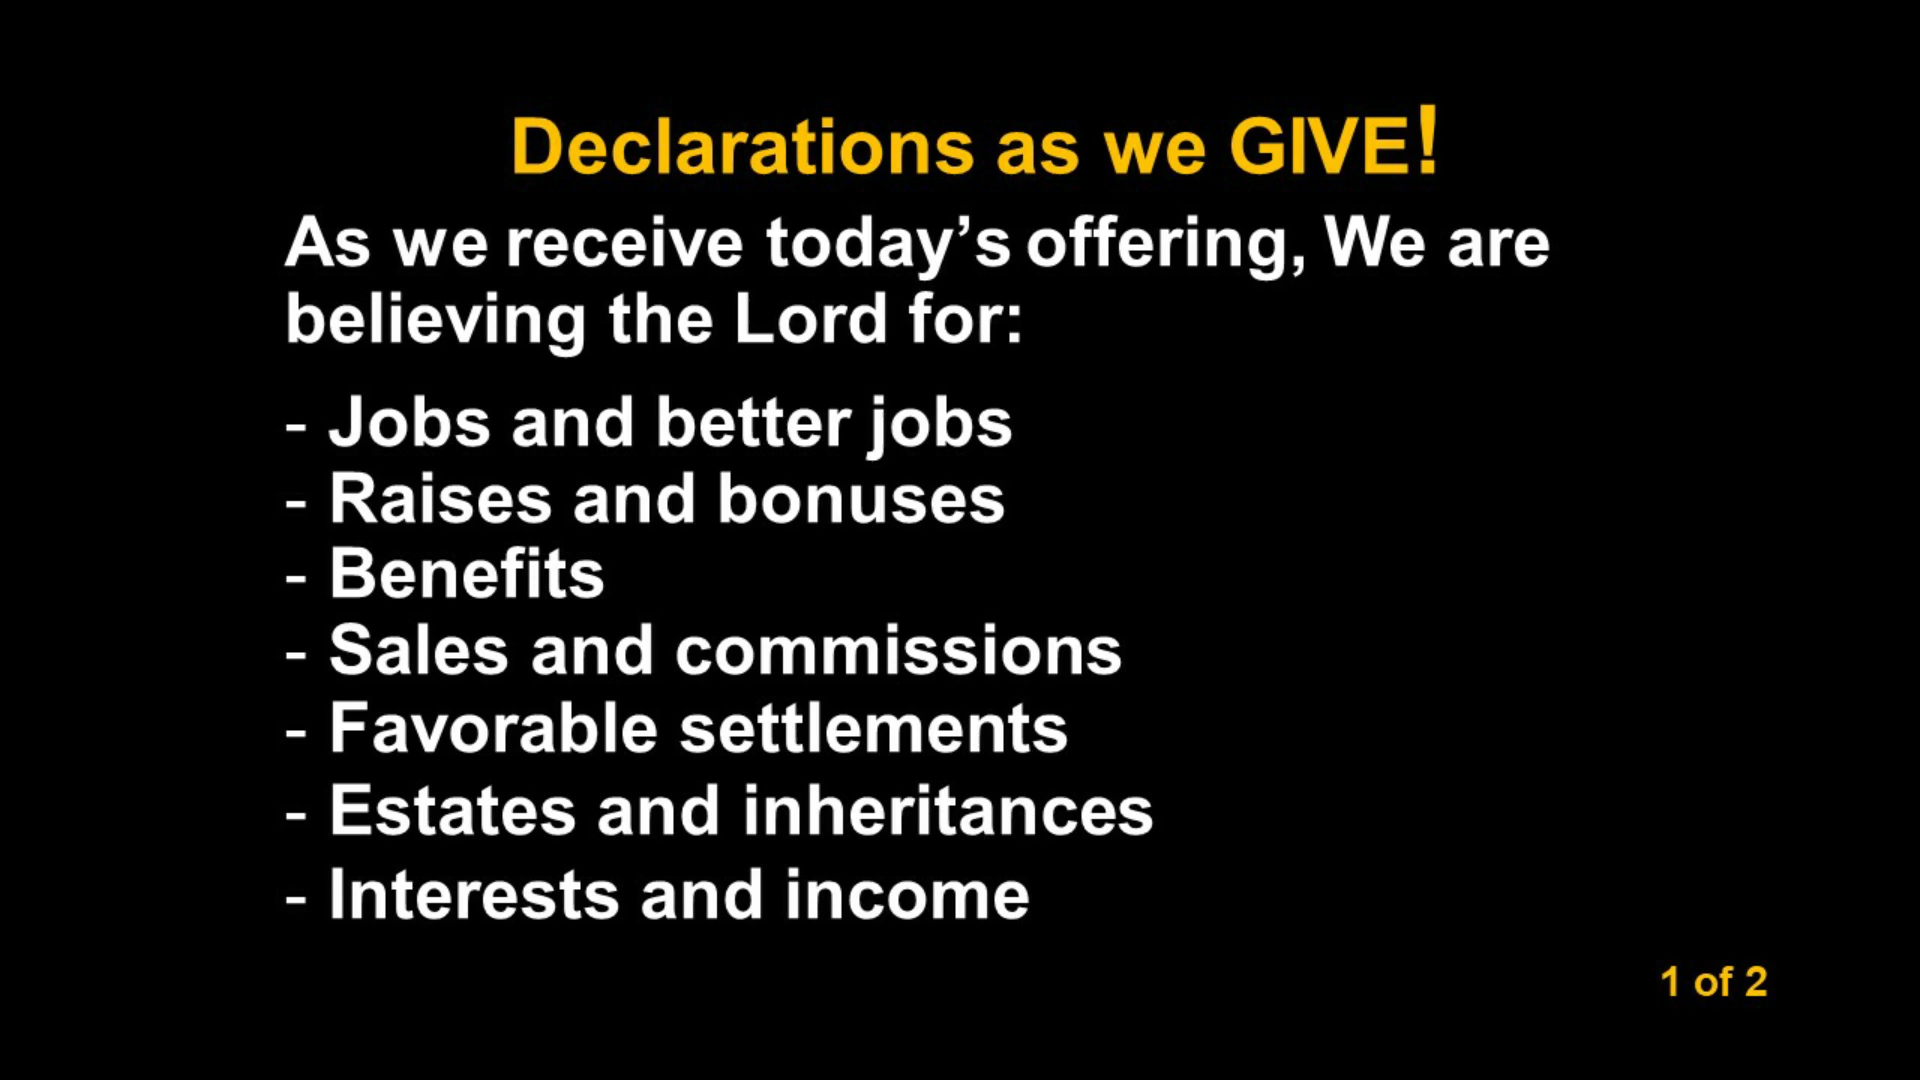 Declarations as we GIVE!
As we receive today’s offering, We are
believing the Lord for:
- Jobs and better jobs
- Raises and bonuses
- Benefits
- Sales and commissions
- Favorable settlements
- Estates and inheritances
- Interests and income
1 of 2